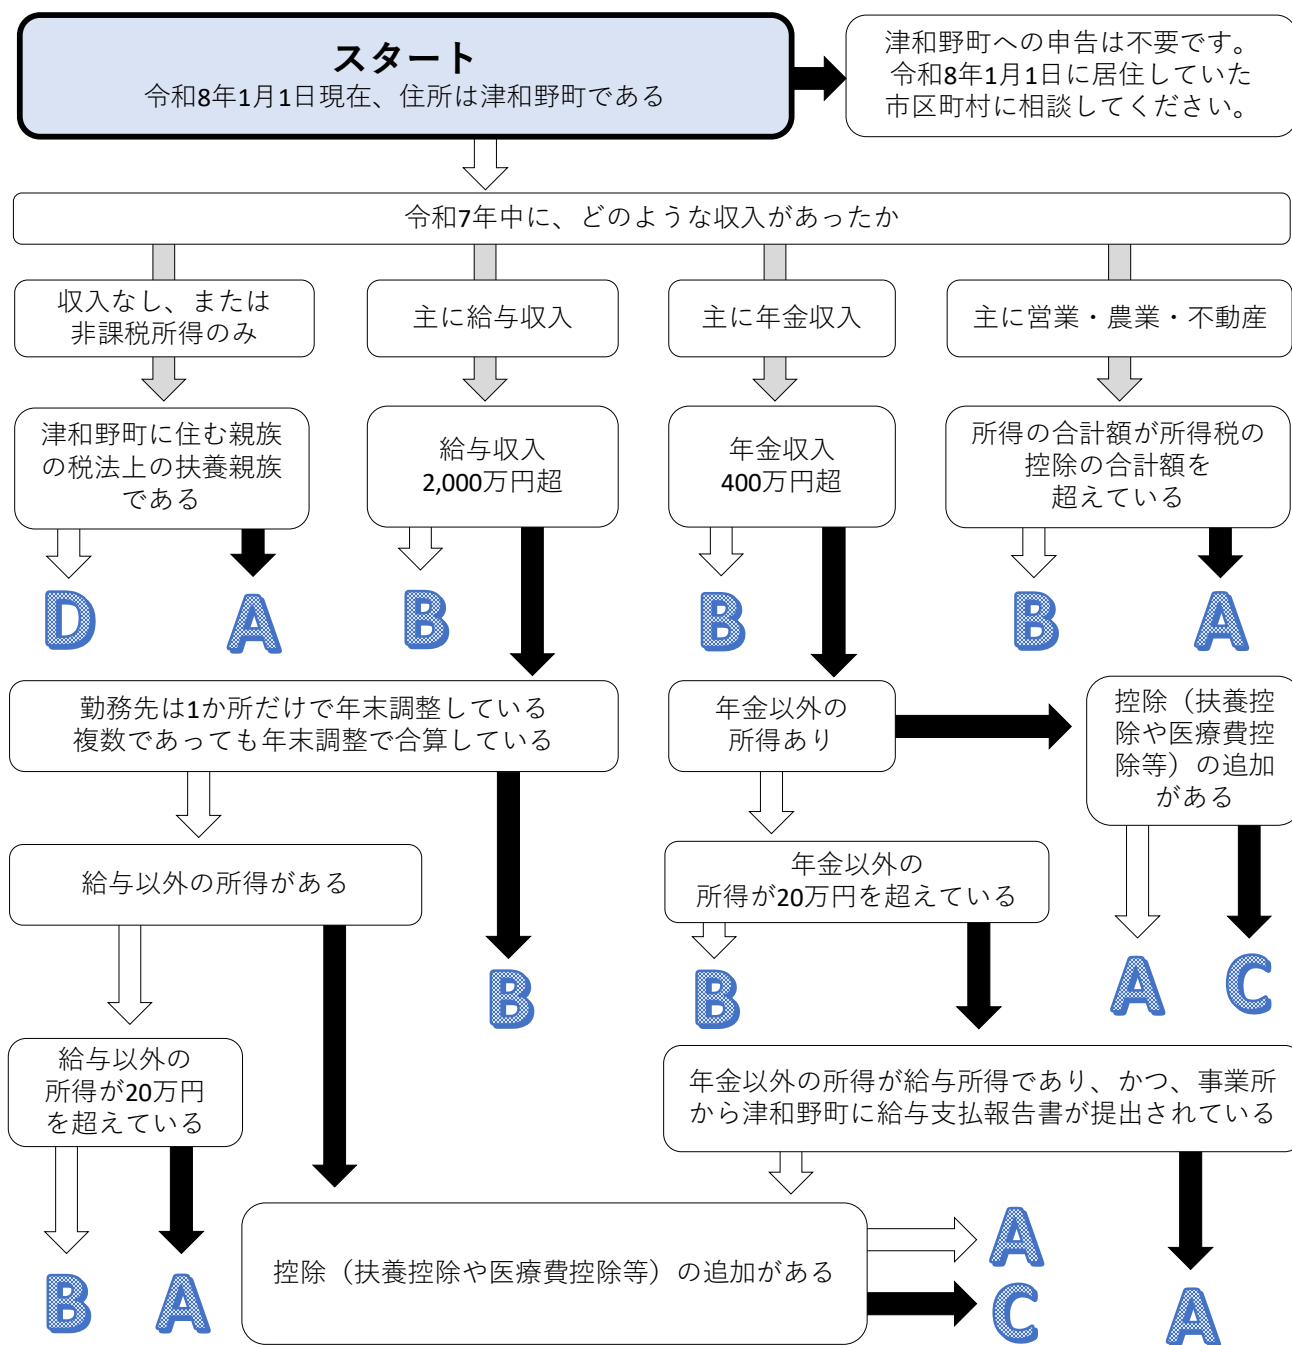 スタート
令和8年1月1日現在、住所は津和野町である
津和野町への申告は不要です。
令和8年1月1日に居住していた
市区町村に相談してください。
令和7年中に、どのような収入があったか
収入なし、または
非課税所得のみ
主に給与収入
主に年金収入
主に営業・農業・不動産
津和野町に住む親族
の税法上の扶養親族
である
給与収入
2,000万円超
年金収入
400万円超
所得の合計額が所得税の
控除の合計額を
超えている
D
A
B
B
B
A
勤務先は1か所だけで年末調整している
複数であっても年末調整で合算している
年金以外の
所得あり
控除（扶養控
除や医療費控
除等）の追加
がある
給与以外の所得がある
年金以外の
所得が20万円を超えている
B
B
A
C
給与以外の
所得が20万円
を超えている
年金以外の所得が給与所得であり、かつ、事業所
から津和野町に給与支払報告書が提出されている
控除（扶養控除や医療費控除等）の追加がある
A
C
B
A
A